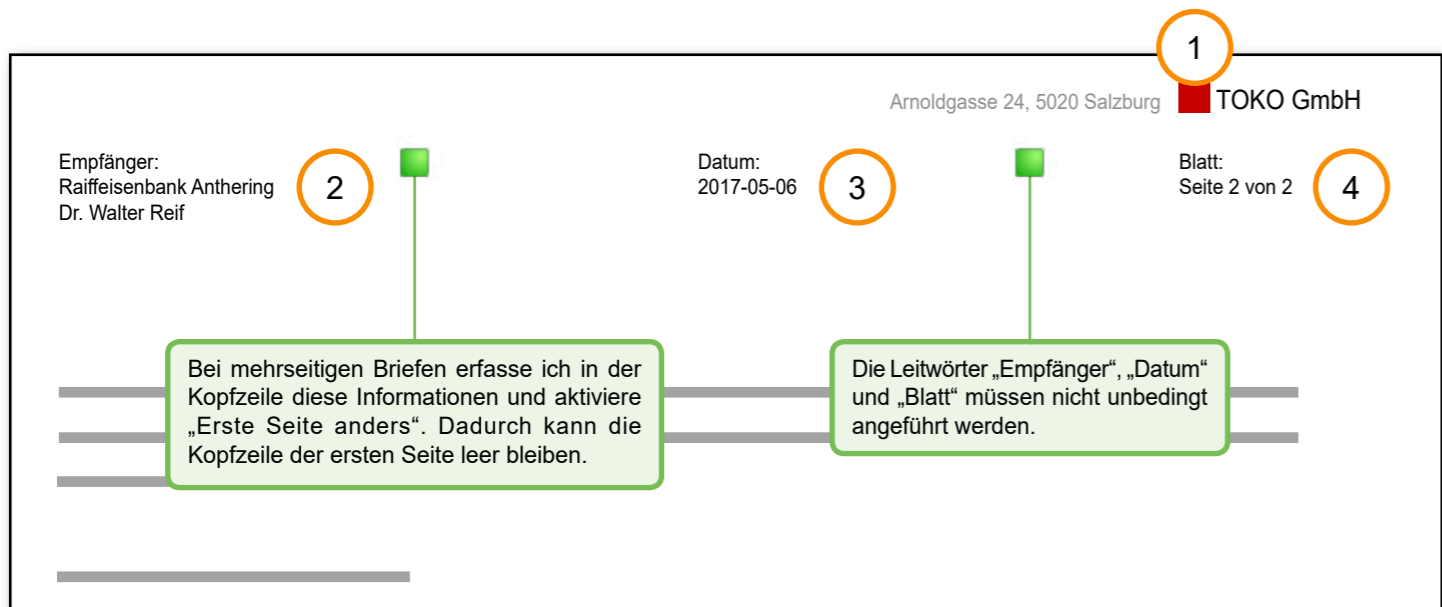 1
Arnoldgasse 24, 5020 Salzburg TOKO GmbH
Empfänger:
Raiffeisenbank Anthering
Dr. Walter Reif
2
Datum:
2017-05-06
3
Blatt:
Seite 2 von 2
4
Bei mehrseitigen Briefen erfasse ich in der
Kopfzeile diese Informationen und aktiviere
„Erste Seite anders“. Dadurch kann die
Kopfzeile der ersten Seite leer bleiben.
Die Leitwörter „Empfänger“, „Datum“
und „Blatt“ müssen nicht unbedingt
angeführt werden.